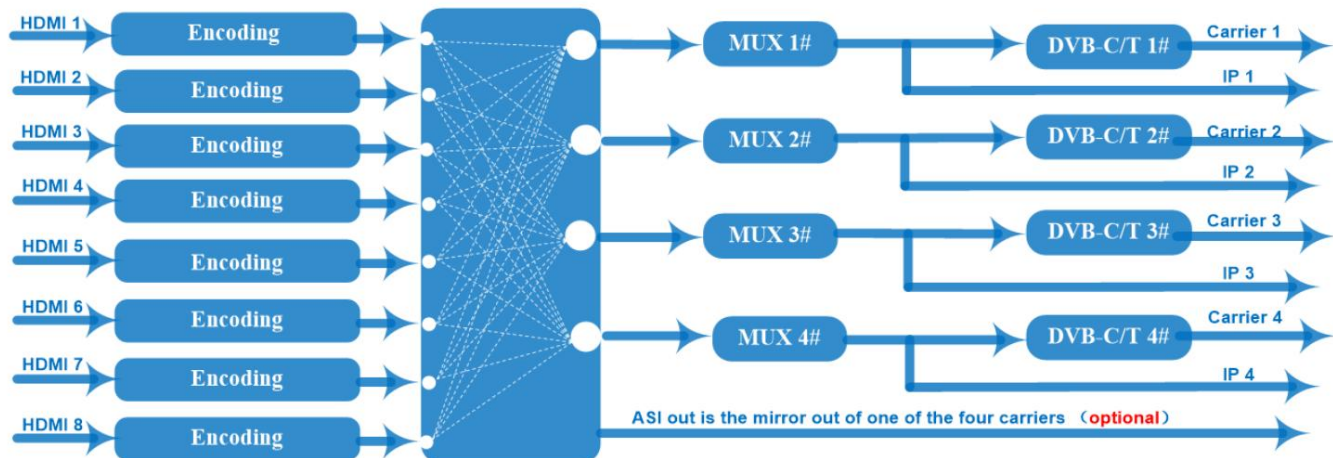 HDMI 1
Encoding
MUX 1#
DVB-C/T 1#
Carrier 1
IP 1
HDMI 2
Encoding
HDMI 3
Encoding
MUX 2#
DVB-C/T 2#
Carrier 2
IP 2
HDMI 4
Encoding
MUX 3#
DVB-C/T 3#
Carrier 3
HDMI 5
Encoding
IP 3
HDMI 6
Encoding
MUX 4#
DVB-C/T 4#
Carrier 4
HDMI 7
Encoding
IP 4
HDMI 8
Encoding
ASI out is the mirror out of one of the four carriers （optional）